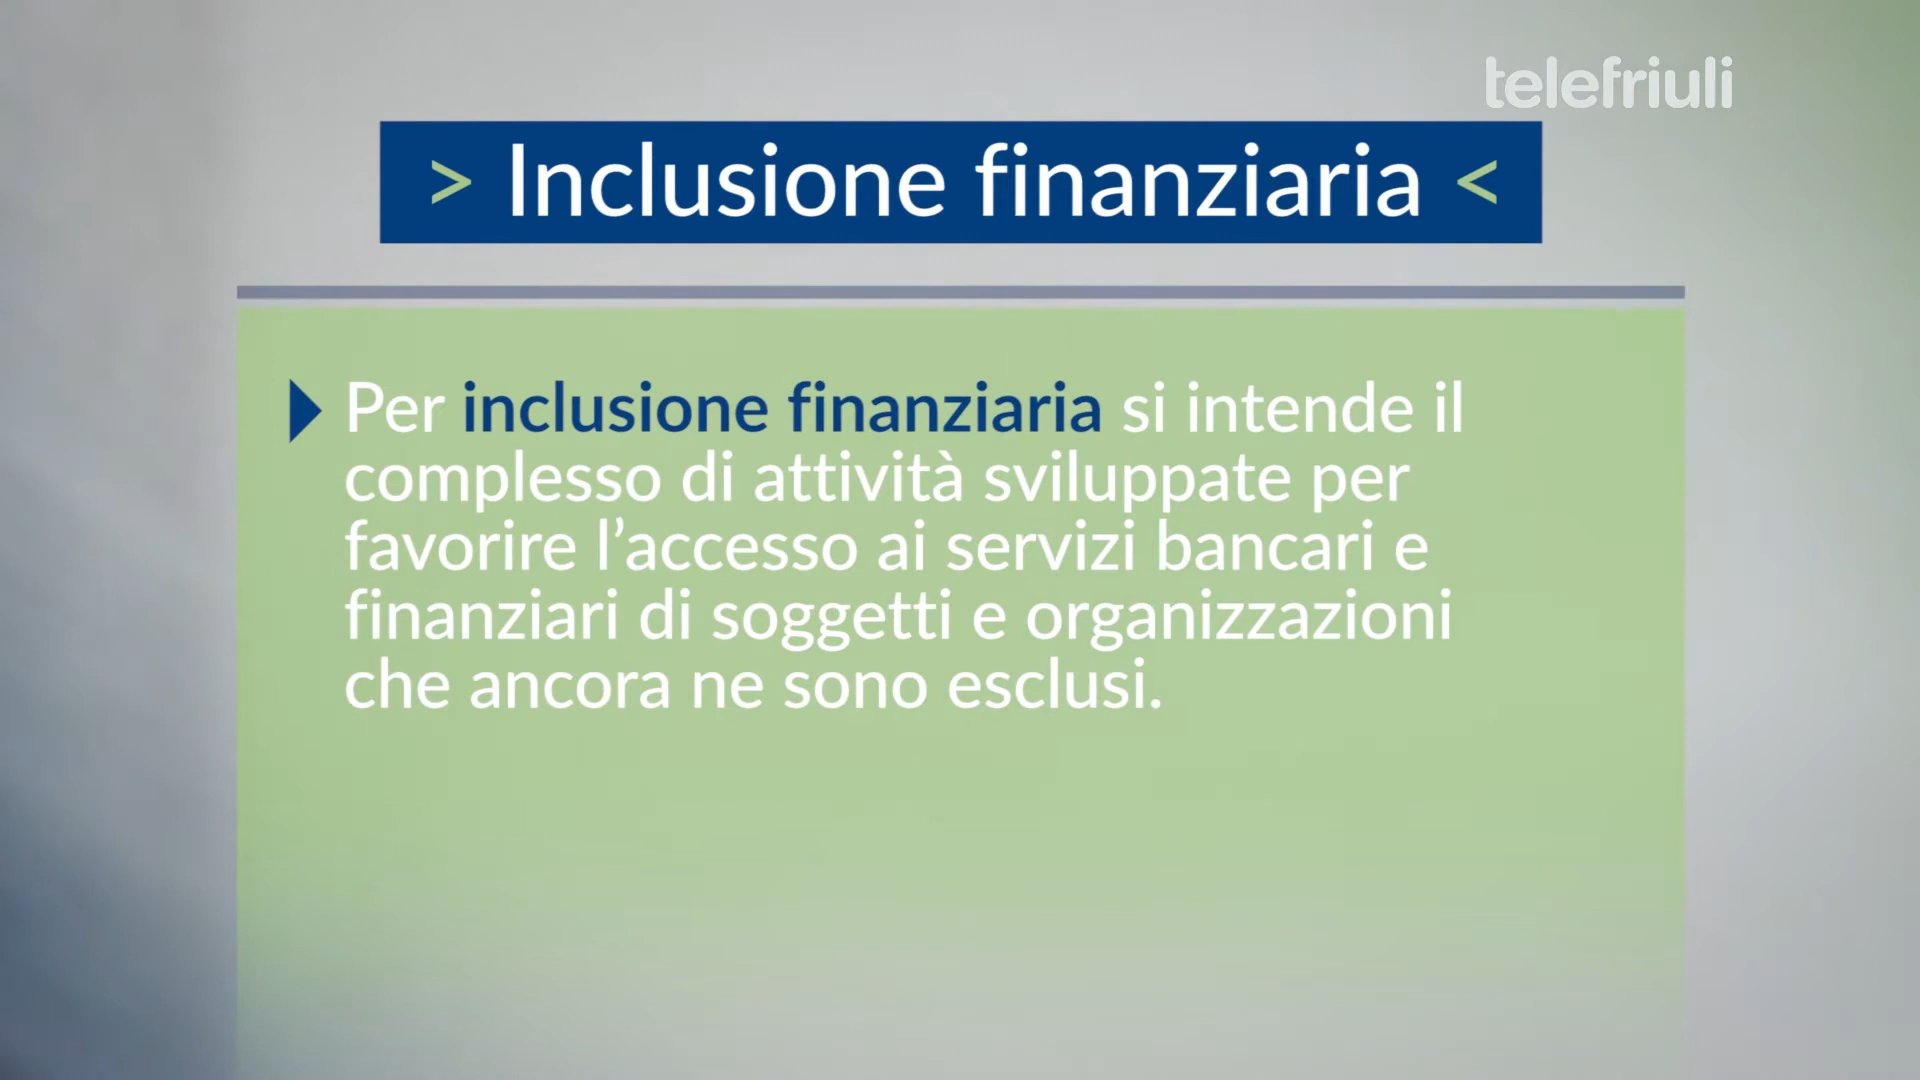 telefriuli
> Inclusione finanziaria <
Per inclusione finanziaria si intende il
complesso di attività sviluppate per
favorire l’accesso ai servizi bancari e
finanziari di soggetti e organizzazioni
che ancora ne sono esclusi.